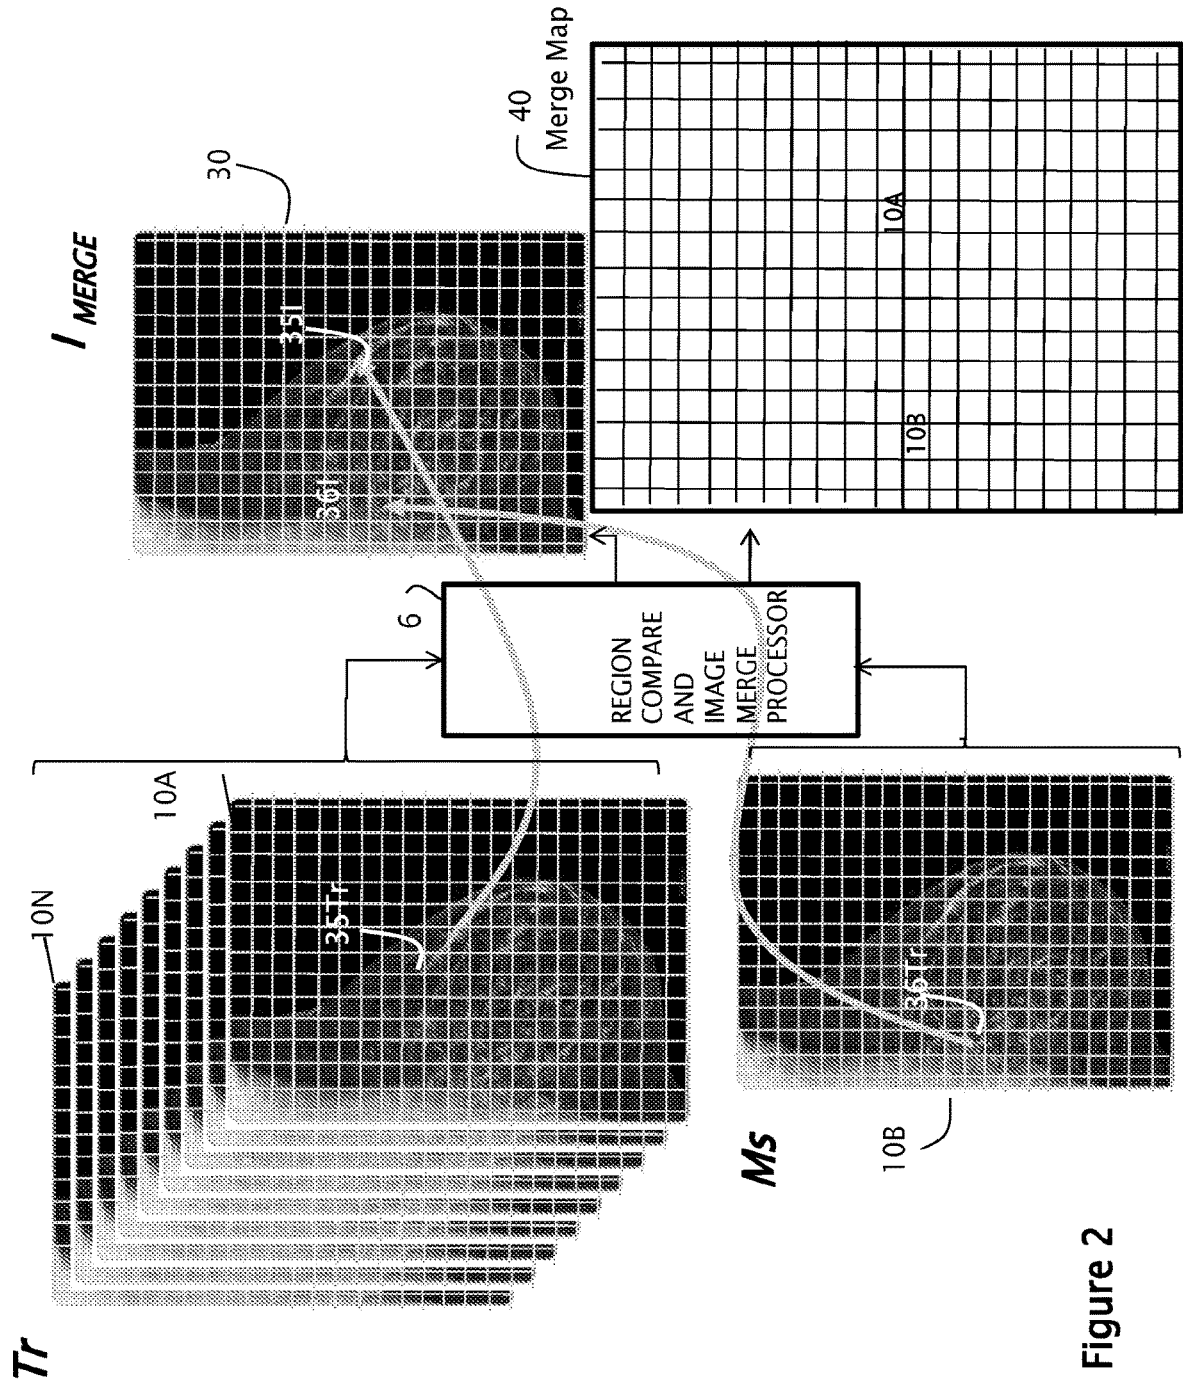 Tr
10N
10A
35Tr
Ms
10B
36Tr
6
REGION
COMPARE
AND
IMAGE
MERGE
PROCESSOR
I MERGE
30
35I
36I
40
Merge Map
10A
10B
Figure 2